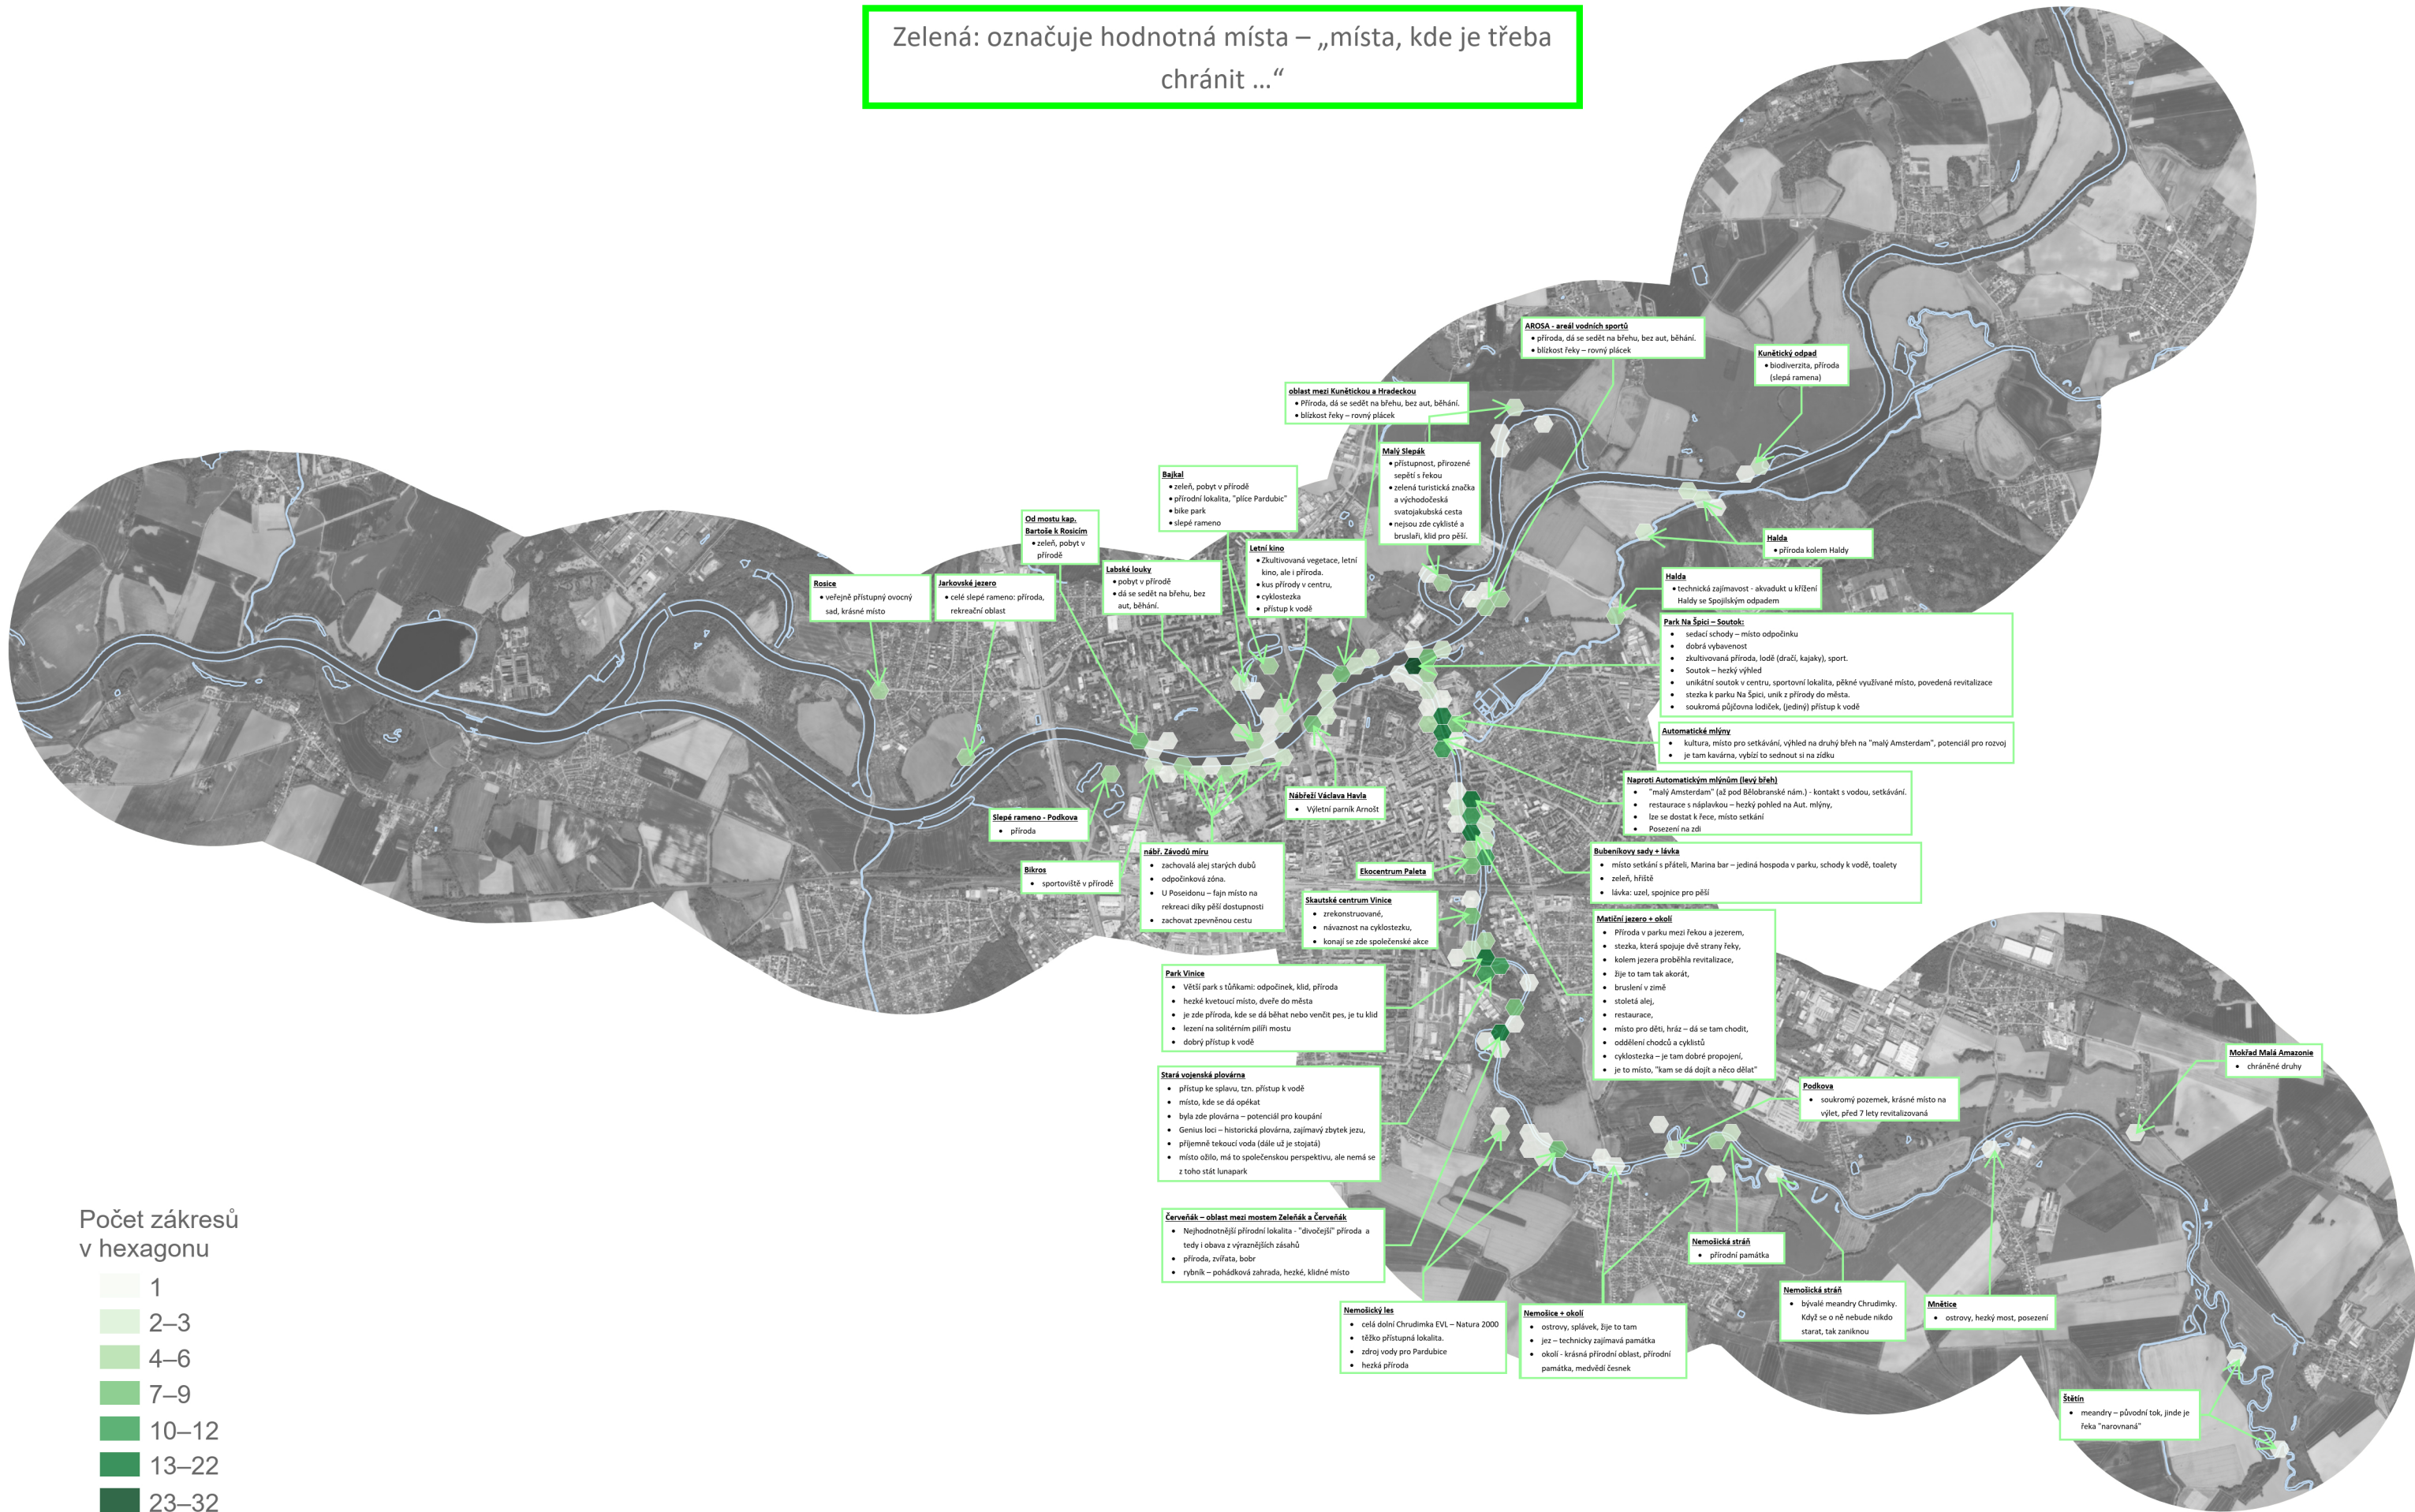 Zelená: označuje hodnotná místa – „místa, kde je třeba
chránit ...“
AROSA - areál vodních sportů
• příroda, dá se sedět na břehu, bez aut, běhání.
• blízkost řeky – rovný plácek
Kunětický odpad
• biodiverzita, příroda
(slepá ramena)
oblast mezi Kunětickou a Hradeckou
• Příroda, dá se sedět na břehu, bez aut, běhání.
• blízkost řeky – rovný plácek
Malý Slepák
• přístupnost, přirozené
sepětí s řekou
• zelená turistická značka
a východočeská
svatojakubská cesta
• nejsou zde cyklisté a
bruslaři, klid pro pěší.
Bajkal
• zeleň, pobyt v přírodě
• přírodní lokalita, "plíce Pardubic"
• bike park
• slepé rameno
Od mostu kap.
Bartoše k Rosicím
• zeleň, pobyt v
přírodě
Letní kino
• Zkultivovaná vegetace, letní
kino, ale i příroda.
• kus přírody v centru,
• cyklostezka
• přístup k vodě
Labské louky
• pobyt v přírodě
• dá se sedět na břehu, bez
aut, běhání.
Rosice
• veřejně přístupný ovocný
sad, krásné místo
Jarkovské jezero
• celé slepé rameno: příroda,
rekreační oblast
Halda
• příroda kolem Haldy
Halda
• technická zajímavost - akvadukt u křížení
Haldy se Spojilským odpadem
Park Na Špici – Soutok:
• sedací schody – místo odpočinku
• dobrá vybavenost
• zkultivovaná příroda, lodě (dračí, kajaky), sport.
• Soutok – hezký výhled
• unikátní soutok v centru, sportovní lokalita, pěkné využívané místo, povedená revitalizace
• stezka k parku Na Špici, unik z přírody do města.
• soukromá půjčovna lodiček, (jediný) přístup k vodě
Automatické mlýny
• kultura, místo pro setkávání, výhled na druhý břeh na "malý Amsterdam", potenciál pro rozvoj
• je tam kavárna, vybízí to sednout si na zídku
Naproti Automatickým mlýnům (levý břeh)
• "malý Amsterdam" (až pod Bělobranské nám.) - kontakt s vodou, setkávání.
• restaurace s náplavkou – hezký pohled na Aut. mlýny,
• lze se dostat k řece, místo setkání
• Posezení na zdi
Nábřeží Václava Havla
• Výletní parník Arnošt
Slepé rameno - Podkova
• příroda
Bikros
• sportoviště v přírodě
nábř. Závodů míru
• zachovalá alej starých dubů
• odpočinková zóna.
• U Poseidonu – fajn místo na
rekreaci díky pěší dostupnosti
• zachovat zpevněnou cestu
Ekocentrum Paleta
Bubeníkovy sady + lávka
• místo setkání s přáteli, Marina bar – jediná hospoda v parku, schody k vodě, toalety
• zeleň, hřiště
• lávka: uzel, spojnice pro pěší
Skautské centrum Vinice
• zrekonstruované,
• návaznost na cyklostezku,
• konají se zde společenské akce
Matiční jezero + okolí
• Příroda v parku mezi řekou a jezerem,
• stezka, která spojuje dvě strany řeky,
• kolem jezera proběhla revitalizace,
• žije to tam tak akorát,
• bruslení v zimě
• stoletá alej,
• restaurace,
• místo pro děti, hráz – dá se tam chodit,
• oddělení chodců a cyklistů
• cyklostezka – je tam dobré propojení,
• je to místo, "kam se dá dojít a něco dělat"
Park Vinice
• Větší park s tůňkami: odpočinek, klid, příroda
• hezké kvetoucí místo, dveře do města
• je zde příroda, kde se dá běhat nebo venčit pes, je tu klid
• lezení na solitérním pilíři mostu
• dobrý přístup k vodě
Stará vojenská plovárna
• přístup ke splavu, tzn. přístup k vodě
• místo, kde se dá opékat
• byla zde plovárna – potenciál pro koupání
• Genius loci – historická plovárna, zajímavý zbytek jezu,
• příjemně tekoucí voda (dále už je stojatá)
• místo ožilo, má to společenskou perspektivu, ale nemá se
z toho stát lunapark
Mokřad Malá Amazonie
• chráněné druhy
Podkova
• soukromý pozemek, krásné místo na
výlet, před 7 lety revitalizovaná
Červeňák – oblast mezi mostem Zeleňák a Červeňák
• Nejhodnotnější přírodní lokalita - "divočejší" příroda a
tedy i obava z výraznějších zásahů
• příroda, zvířata, bobr
• rybník – pohádková zahrada, hezké, klidné místo
Nemošická stráň
• přírodní památka
Nemošická stráň
• bývalé meandry Chrudimky.
Když se o ně nebude nikdo
starat, tak zaniknou
Mnětice
• ostrovy, hezký most, posezení
Nemošický les
• celá dolní Chrudimka EVL – Natura 2000
• těžko přístupná lokalita.
• zdroj vody pro Pardubice
• hezká příroda
Nemošice + okolí
• ostrovy, splávek, žije to tam
• jez – technicky zajímavá památka
• okolí - krásná přírodní oblast, přírodní
památka, medvědí česnek
Štětín
• meandry – původní tok, jinde je
řeka "narovnaná"
Počet zákresů
v hexagonu
1
2–3
4–6
7–9
10–12
13–22
23–32